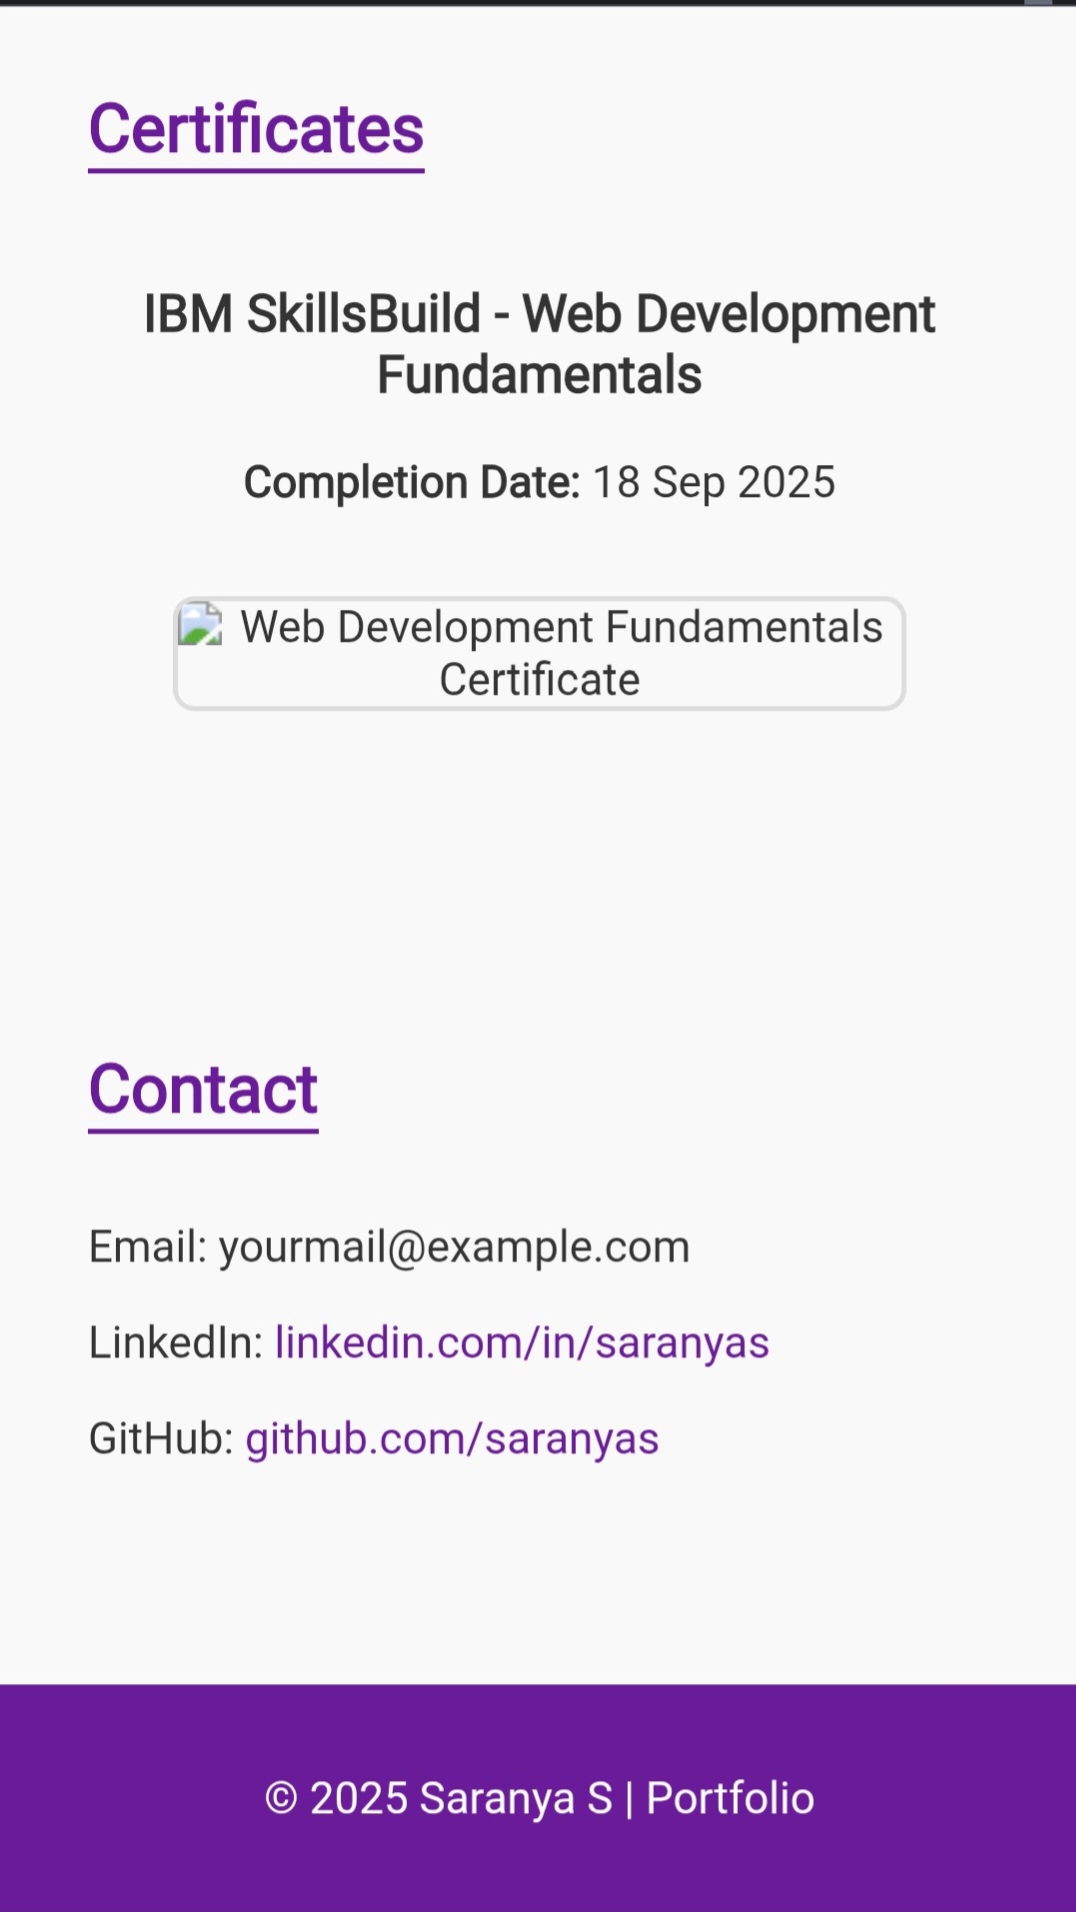 Certificates
IBM SkillsBuild - Web Development
Fundamentals
Completion Date: 18 Sep 2025
Web Development Fundamentals
Certificate
Contact
Email: yourmail@example.com
LinkedIn: linkedin.com/in/saranyas
GitHub: github.com/saranyas
© 2025 Saranya S | Portfolio